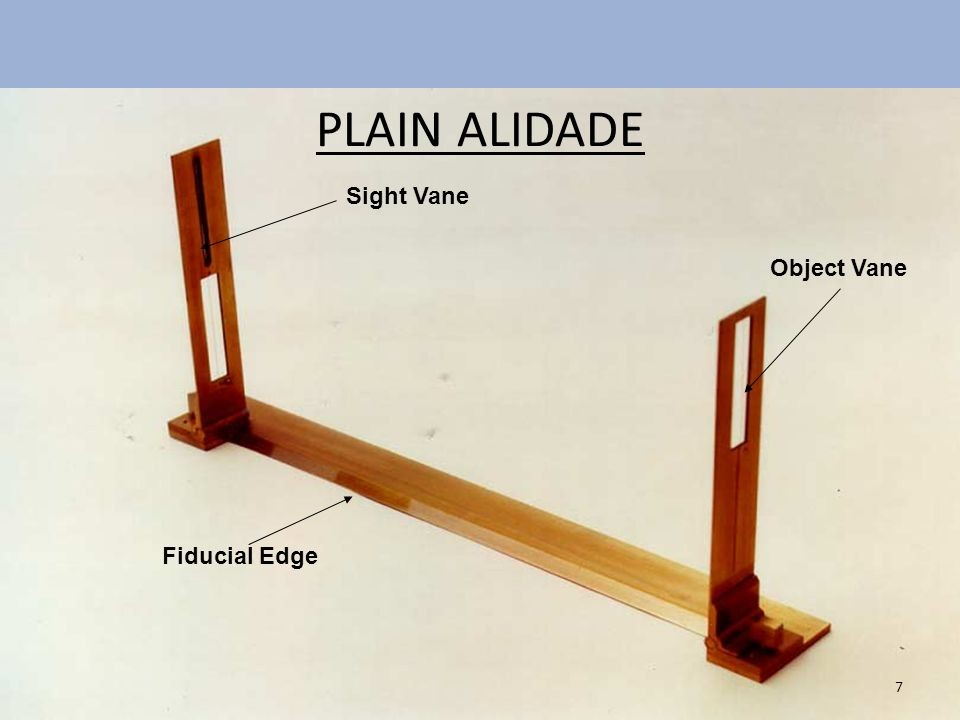 PLAIN ALIDADE
Sight Vane
Object Vane
Fiducial Edge
7